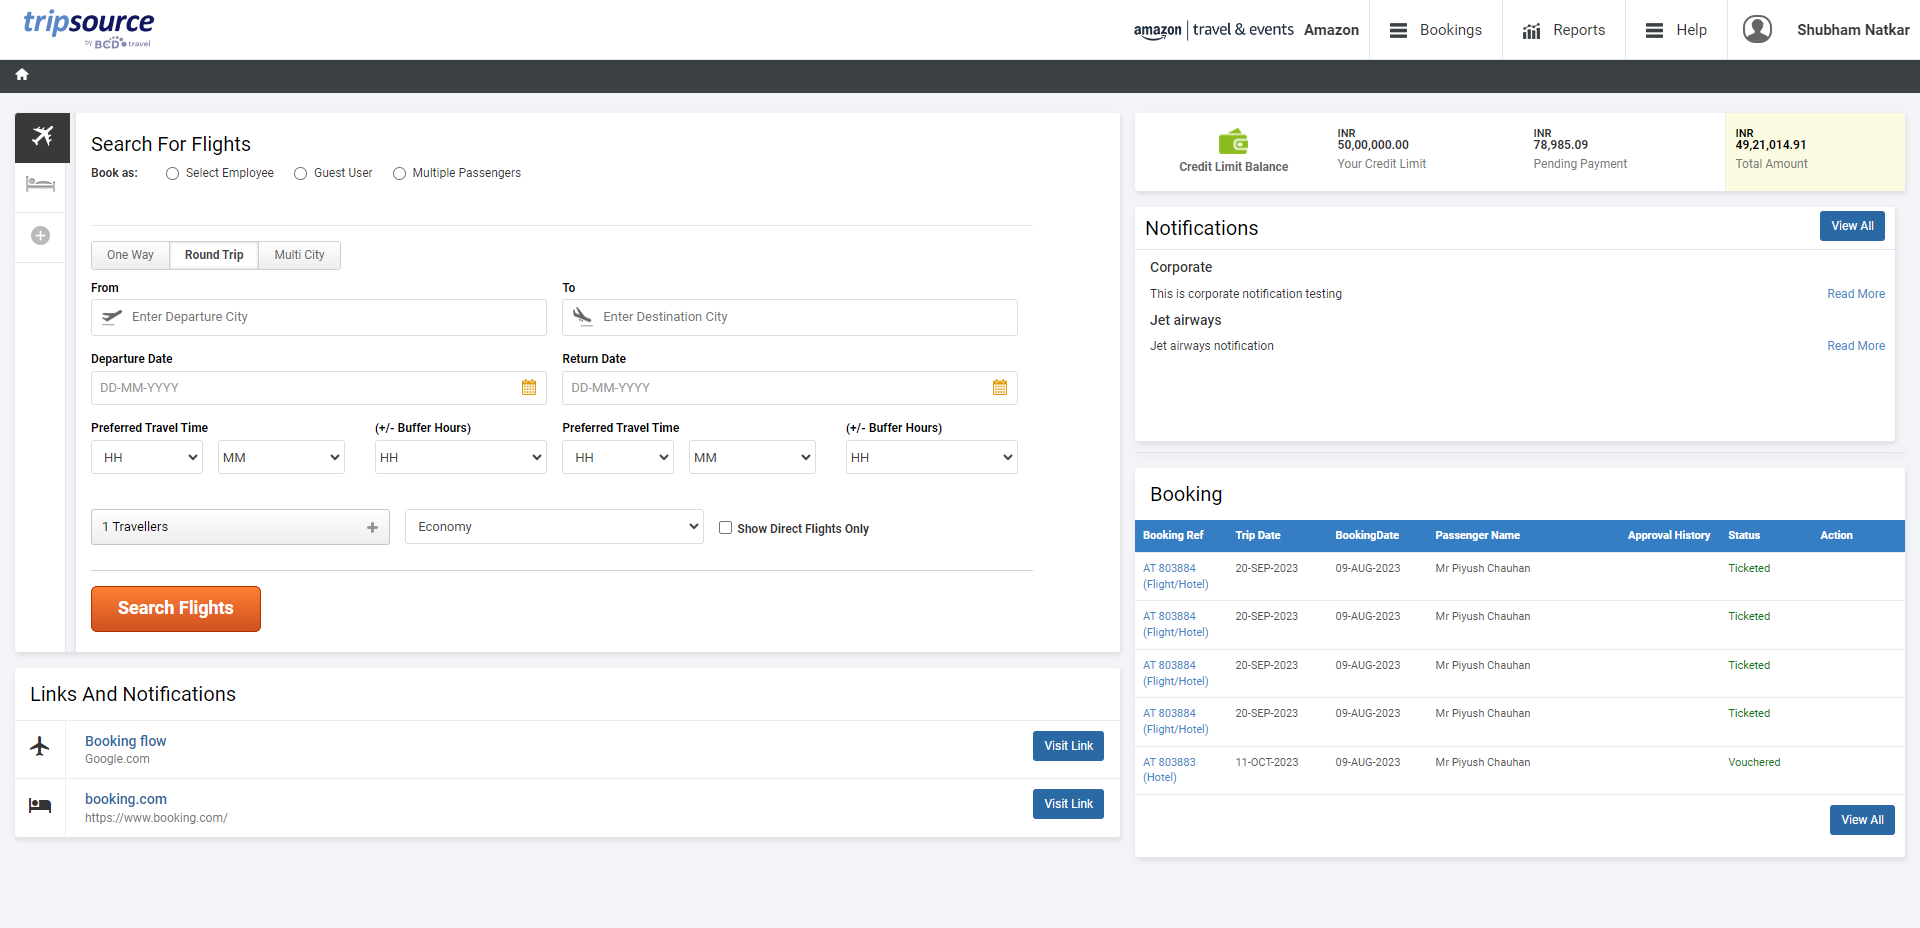 tripsource
by BCD travel
amazon | travel & events Amazon
Bookings
Reports
Help
Shubham Natkar
Search For Flights
Book as: Select Employee Guest User Multiple Passengers
One Way Round Trip Multi City
From To
Enter Departure City Enter Destination City
Departure Date Return Date
DD-MM-YYYY DD-MM-YYYY
Preferred Travel Time (+/- Buffer Hours) Preferred Travel Time (+/- Buffer Hours)
HH MM HH HH MM HH
1 Travellers Economy Show Direct Flights Only
Search Flights
Links And Notifications
Booking flow
Google.com
Visit Link
booking.com
https://www.booking.com/
Visit Link
Credit Limit Balance
INR
50,00,000.00
Your Credit Limit
INR
78,985.09
Pending Payment
INR
49,21,014.91
Total Amount
Notifications View All
Corporate
This is corporate notification testing Read More
Jet airways
Jet airways notification Read More
Booking
Booking Ref Trip Date BookingDate Passenger Name Approval History Status Action
AT 803884 20-SEP-2023 09-AUG-2023 Mr Piyush Chauhan Ticketed
(Flight/Hotel)
AT 803884 20-SEP-2023 09-AUG-2023 Mr Piyush Chauhan Ticketed
(Flight/Hotel)
AT 803884 20-SEP-2023 09-AUG-2023 Mr Piyush Chauhan Ticketed
(Flight/Hotel)
AT 803884 20-SEP-2023 09-AUG-2023 Mr Piyush Chauhan Ticketed
(Flight/Hotel)
AT 803883 11-OCT-2023 09-AUG-2023 Mr Piyush Chauhan Vouchered
(Hotel)
View All